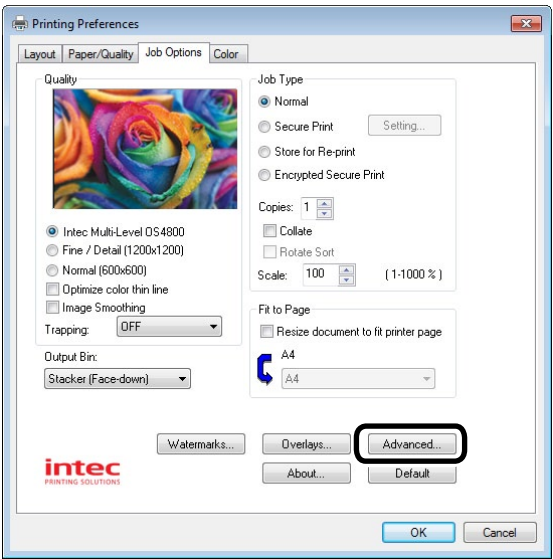 Printing Preferences
Layout Paper/Quality Job Options Color
Quality
Intec Multi-Level OS4800
Fine / Detail (1200x1200)
Normal (600x600)
Optimize color thin line
Image Smoothing
Trapping: OFF
Output Bin:
Stacker (Face-down)
Job Type
Normal
Secure Print Setting...
Store for Re-print
Encrypted Secure Print
Copies: 1
Collate
Rotate Sort
Scale: 100 (1-1000 %)
Fit to Page
Resize document to fit printer page
A4
A4
Watermarks... Overlays... Advanced...
About... Default
intec
PRINTING SOLUTIONS
OK Cancel